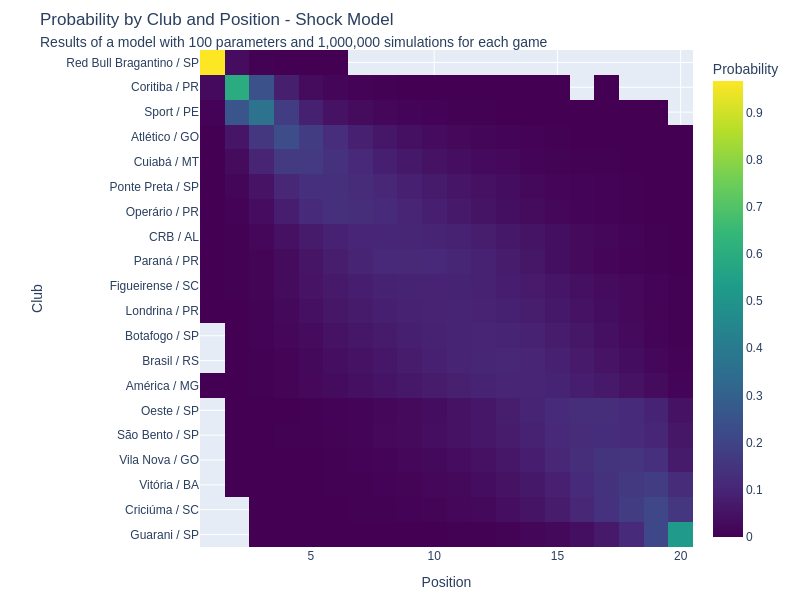 Probability by Club and Position - Shock Model
Results of a model with 100 parameters and 1,000,000 simulations for each game
Probability
Red Bull Bragantino / SP
Coritiba / PR
Sport / PE
Atlético / GO
Cuiabá / MT
Ponte Preta / SP
Operário / PR
CRB / AL
Paraná / PR
Figueirense / SC
Londrina / PR
Botafogo / SP
Brasil / RS
América / MG
Oeste / SP
São Bento / SP
Vila Nova / GO
Vitória / BA
Criciúma / SC
Guarani / SP
Club
5
10
15
20
Position
0.9
0.8
0.7
0.6
0.5
0.4
0.3
0.2
0.1
0